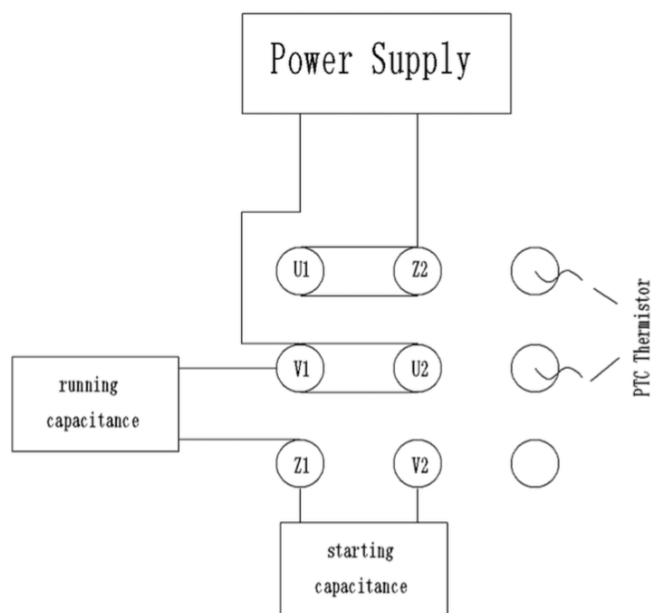 Power Supply
U1
Z2
V1
U2
PTC Thermistor
running
capacitance
Z1
V2
starting
capacitance